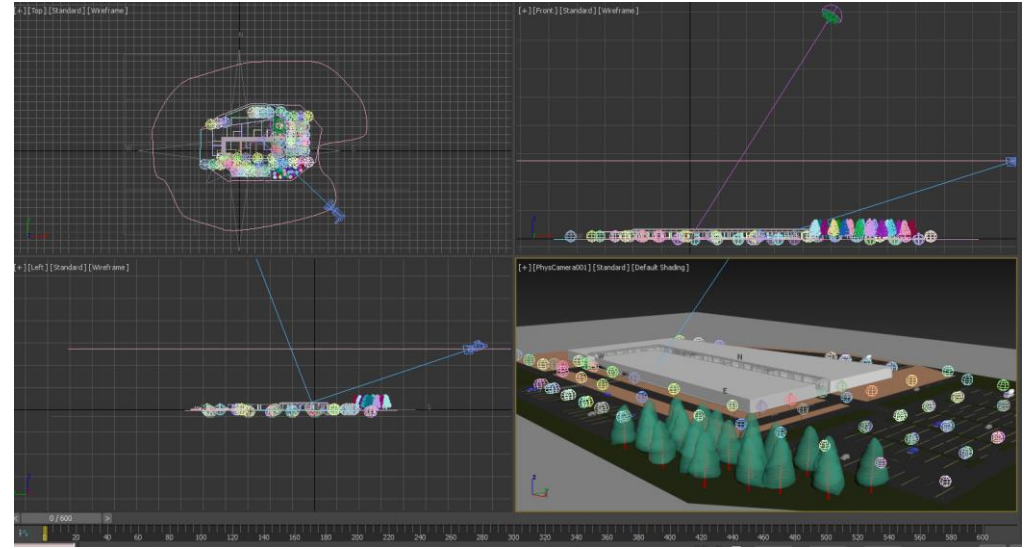 [+][Top][Standard][Wireframe]
[+][Front][Standard][Wireframe]
N
[+][Left][Standard][Wireframe]
[+][PhysCamera001][Standard][Default Shading]
N
E
z
< 0 / 600 >
0 20 40 60 80 100 120 140 160 180 200 220 240 260 280 300 320 340 360 380 400 420 440 460 480 500 520 540 560 580 600